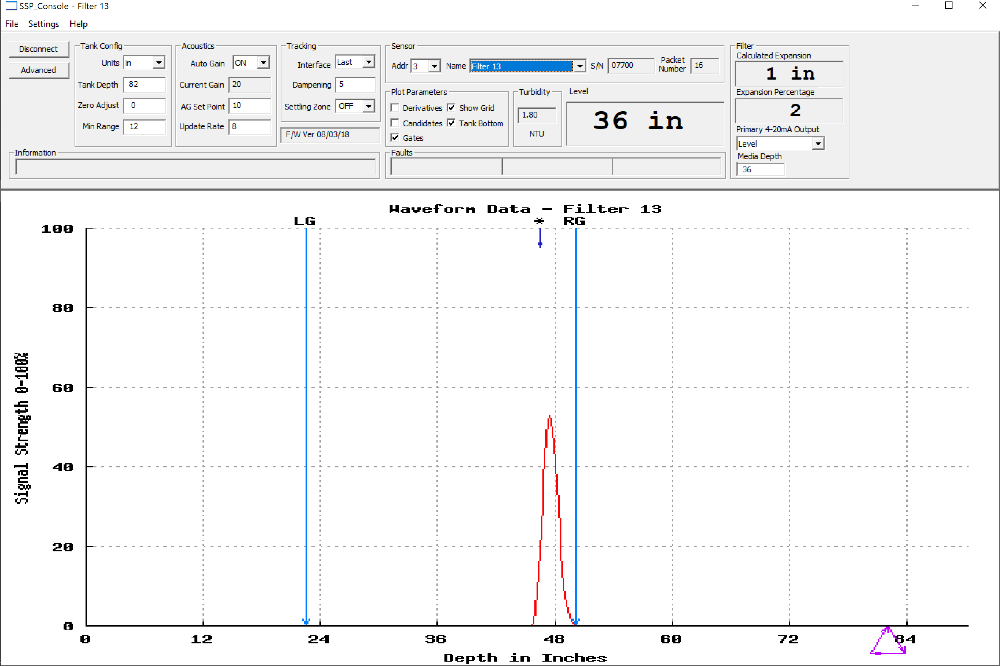 SSP_Console - Filter 13
File Settings Help
Disconnect
Advanced
Tank Config
Units in
Tank Depth 82
Zero Adjust 0
Min Range 12
Acoustics
Auto Gain ON
Current Gain 20
AG Set Point 10
Update Rate 8
Tracking
Interface Last
Dampening 5
Settling Zone OFF
F/W Ver 08/03/18
Sensor
Addr 3 Name Filter 13 S/N 07700 Packet Number 16
Plot Parameters
Derivatives Show Grid
Candidates Tank Bottom
Gates
Turbidity
1.80
NTU
Level
36 in
Filter
Calculated Expansion
1 in
Expansion Percentage
2
Primary 4-20mA Output
Level
Media Depth
36
Information
Faults
Waveform Data - Filter 13
LG * RG
100
80
60
40
20
0
Signal Strength 0-100%
0 12 24 36 48 60 72 84
Depth in Inches